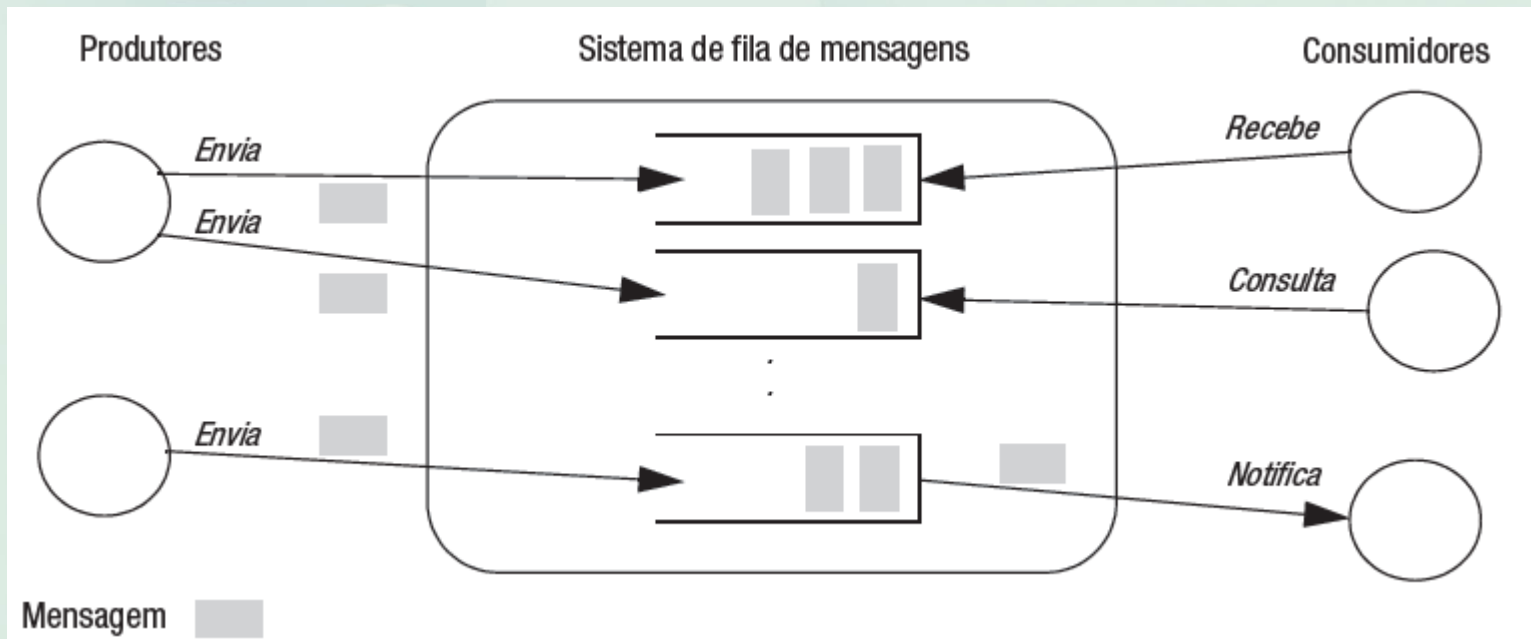 Produtores
Sistema de fila de mensagens
Consumidores
Envia
Recebe
Envia
Consulta
Envia
Notifica
Mensagem